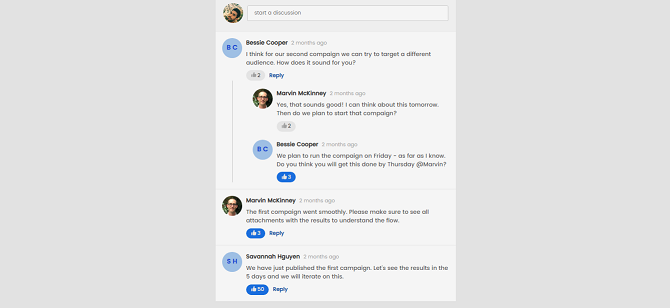 start a discussion
Bessie Cooper 2 months ago
B C
I think for our second campaign we can try to target a different
audience. How does it sound for you?
2 Reply
Marvin McKinney 2 months ago
Yes, that sounds good! I can think about this tomorrow.
Then do we plan to start that campaign?
2
Bessie Cooper 2 months ago
B C
We plan to run the campaign on Friday - as far as I know.
Do you think you will get this done by Thursday @Marvin?
3
Marvin McKinney 2 months ago
The first campaign went smoothly. Please make sure to see all
attachments with the results to understand the flow.
3 Reply
Savannah Hguyen 2 months ago
S H
We have just published the first campaign. Let's see the results in the
5 days and we will iterate on this.
50 Reply